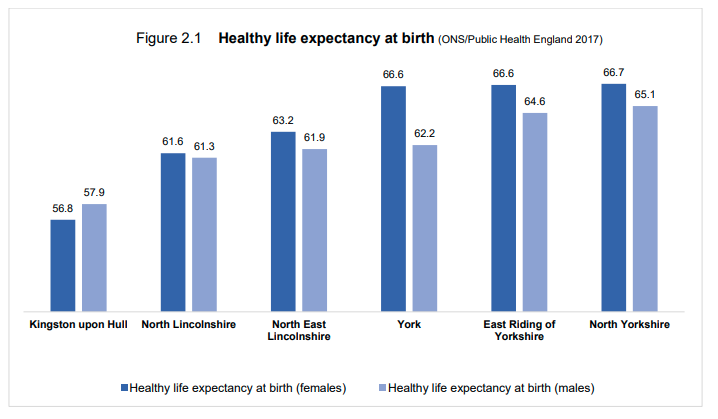 Figure 2.1 Healthy life expectancy at birth (ONS/Public Health England 2017)
56.8
57.9
61.6
61.3
63.2
61.9
66.6
62.2
66.6
64.6
66.7
65.1
Kingston upon Hull
North Lincolnshire
North East
Lincolnshire
York
East Riding of
Yorkshire
North Yorkshire
Healthy life expectancy at birth (females)
Healthy life expectancy at birth (males)